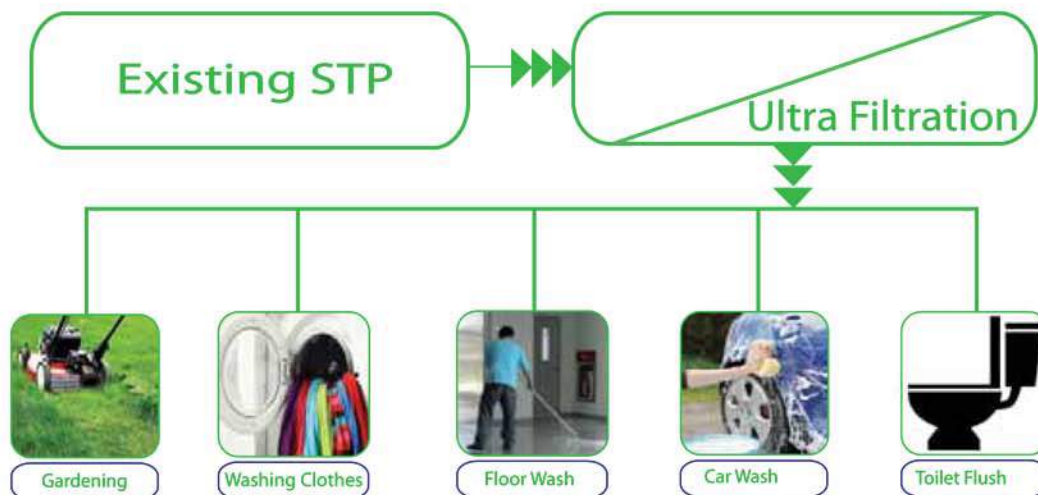 Existing STP
Ultra Filtration
Gardening
Washing Clothes
Floor Wash
Car Wash
Toilet Flush